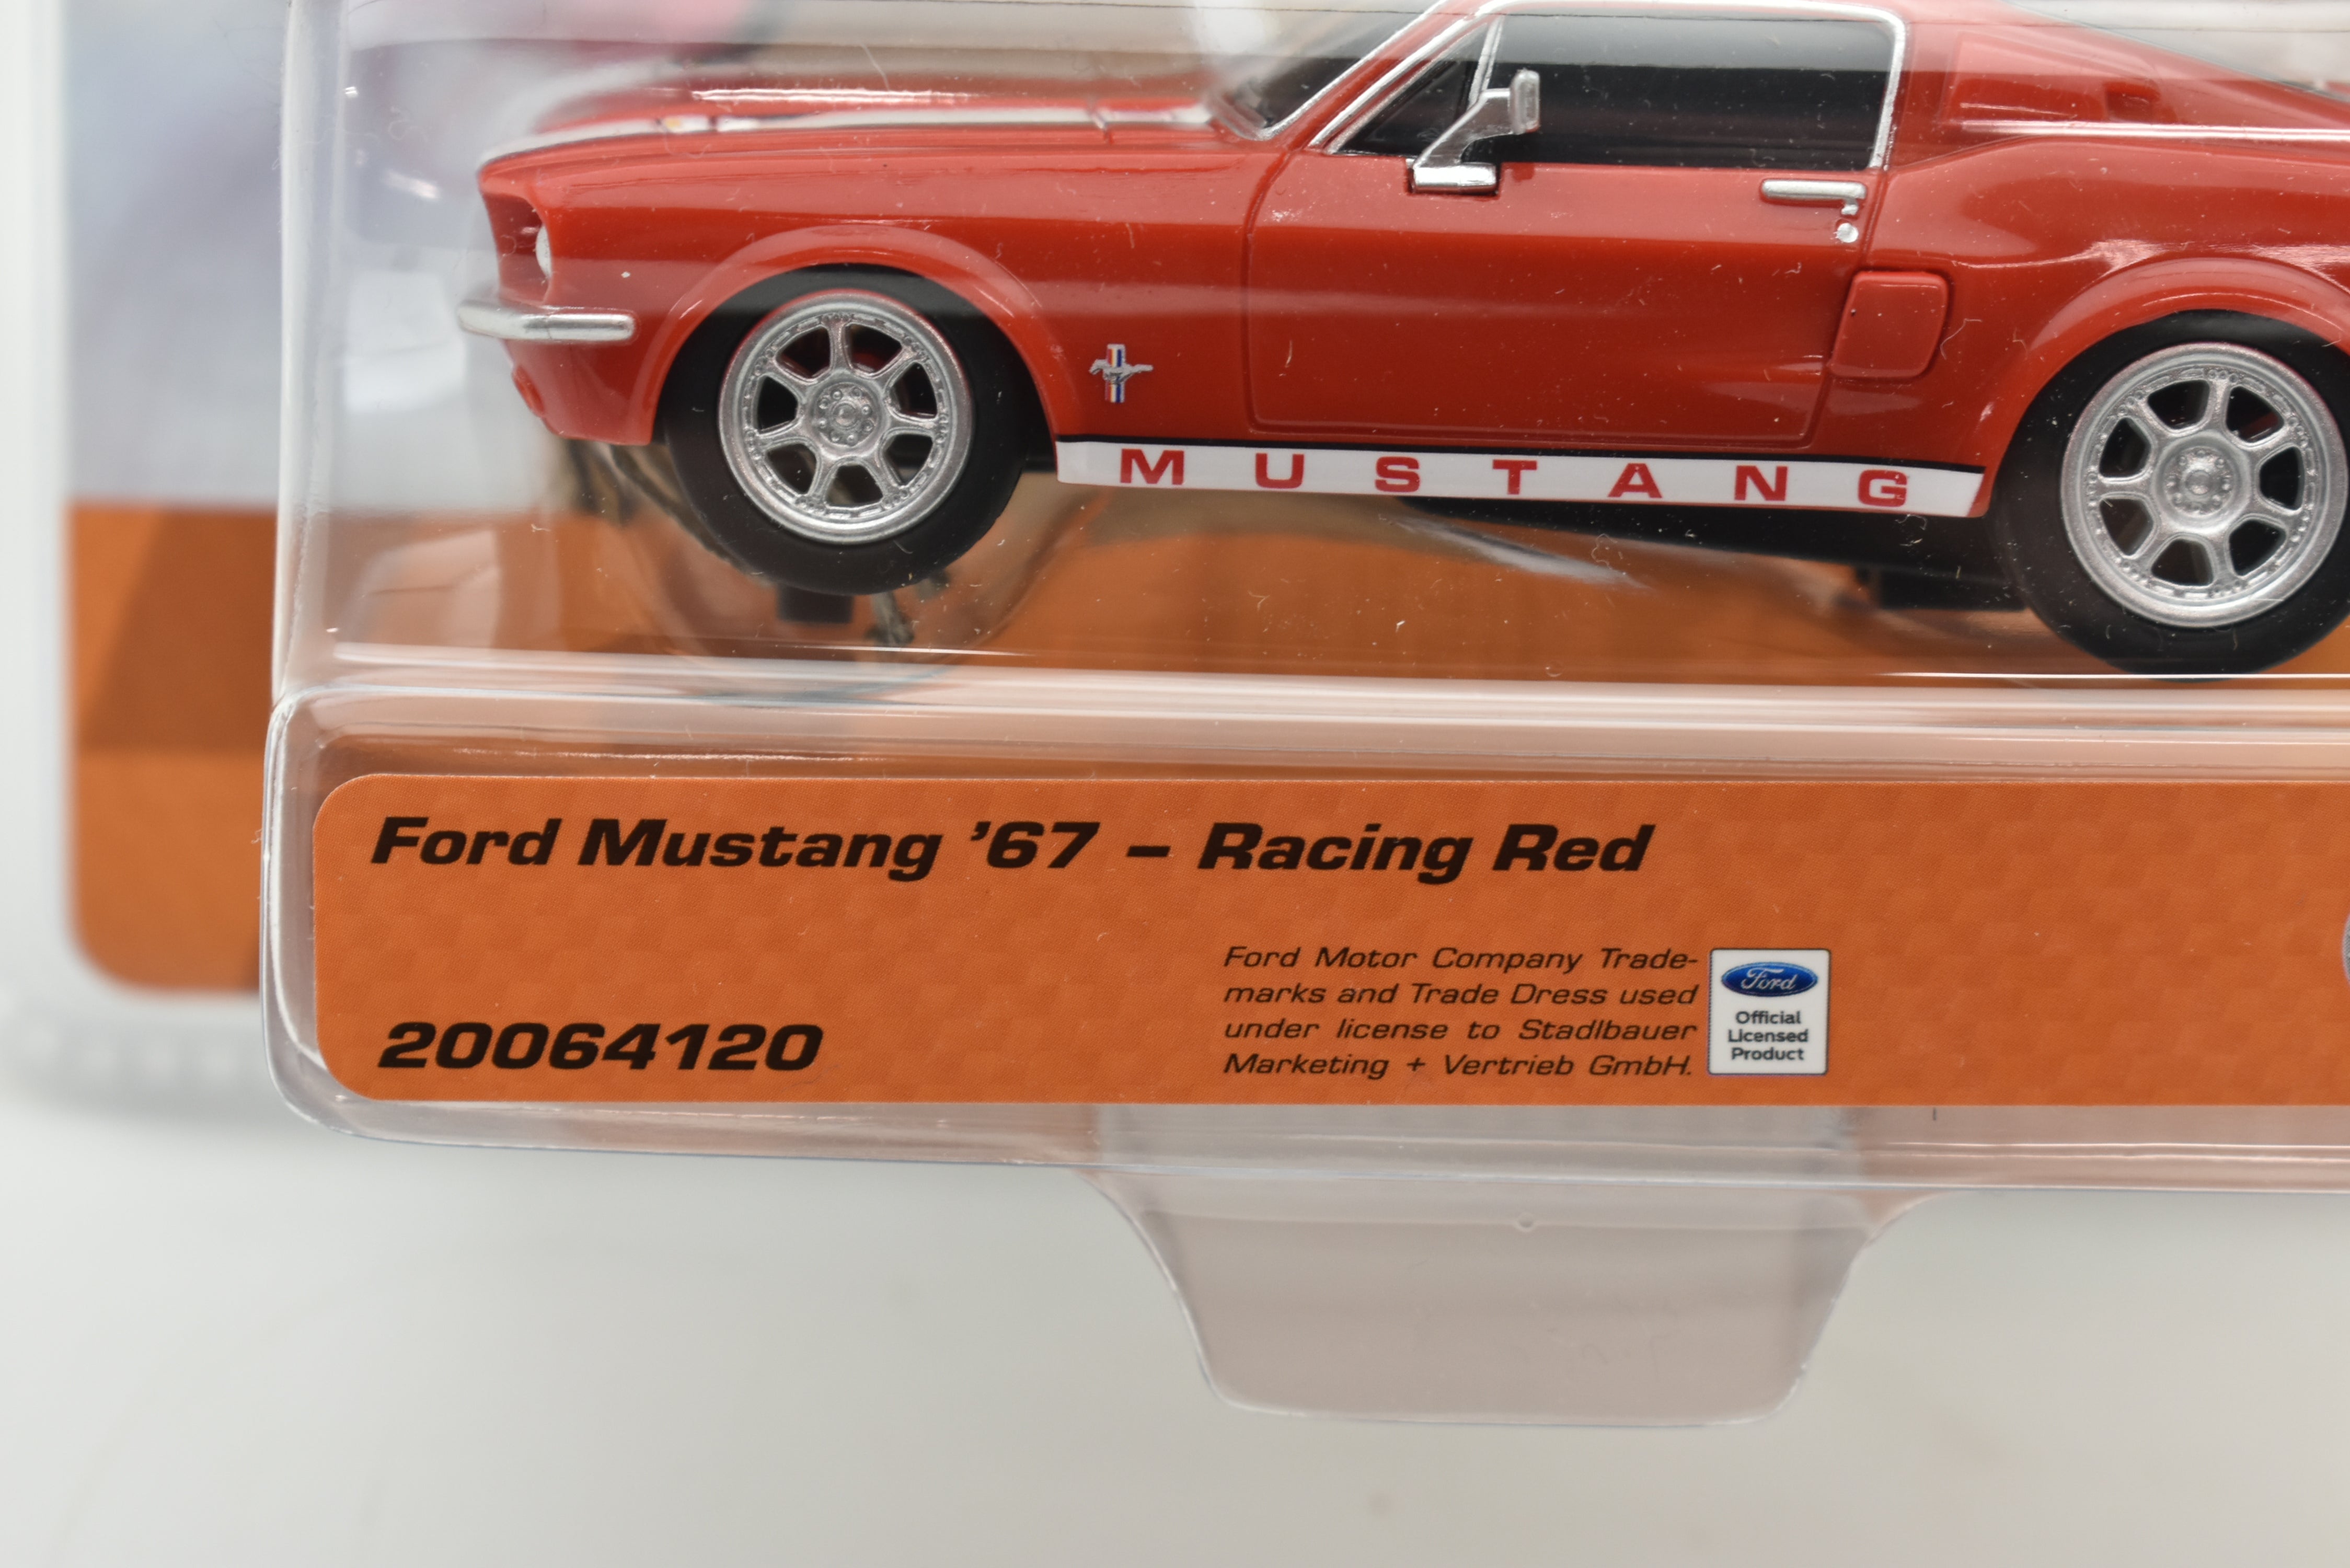 MUSTANG
Ford Mustang ’67 – Racing Red
20064120
Ford Motor Company Trade-
marks and Trade Dress used
under license to Stadlbauer
Marketing + Vertrieb GmbH.
Ford
Official
Licensed
Product